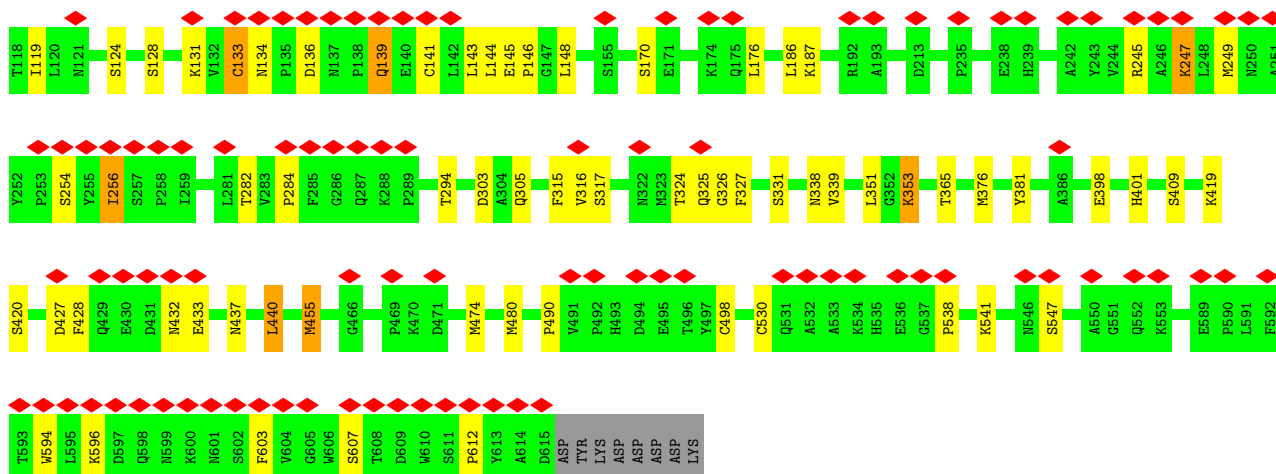 T118 I119 L120 N121 S124 S128 K131 V132 C133 N134 P135 D136 N137 P138 Q139 E140 C141 L142 L143 L144 E145 P146 G147 L148 S155 S170 E171 K174 Q175 L176 L186 K187 R192 A193 D213 P235 E238 H239 A242 Y243 V244 R245 A246 K247 L248 M249 N250 A251
Y252 P253 S254 Y255 I256 S257 P258 I259 L281 T282 V283 P284 F285 G286 Q287 K288 P289 T294 D303 A304 Q305 F315 V316 S317 N322 M323 T324 Q325 G326 F327 S331 N338 V339 L351 G352 K353 T365 M376 Y381 A386 E398 H401 S409 K419
S420 D427 F428 Q429 E430 D431 N432 E433 N437 L440 M455 G466 P469 K470 D471 M474 M480 P490 V491 P492 H493 D494 E495 T496 Y497 C498 C530 Q531 A532 A533 K534 H535 E536 G537 P538 K541 N546 S547 A550 G551 Q552 K553 E589 P590 L591 F592
T593 W594 L595 K596 D597 Q598 N599 K600 N601 S602 F603 V604 G605 W606 S607 T608 D609 W610 S611 P612 Y613 A614 D615 ASP TYR LYS ASP ASP ASP ASP LYS